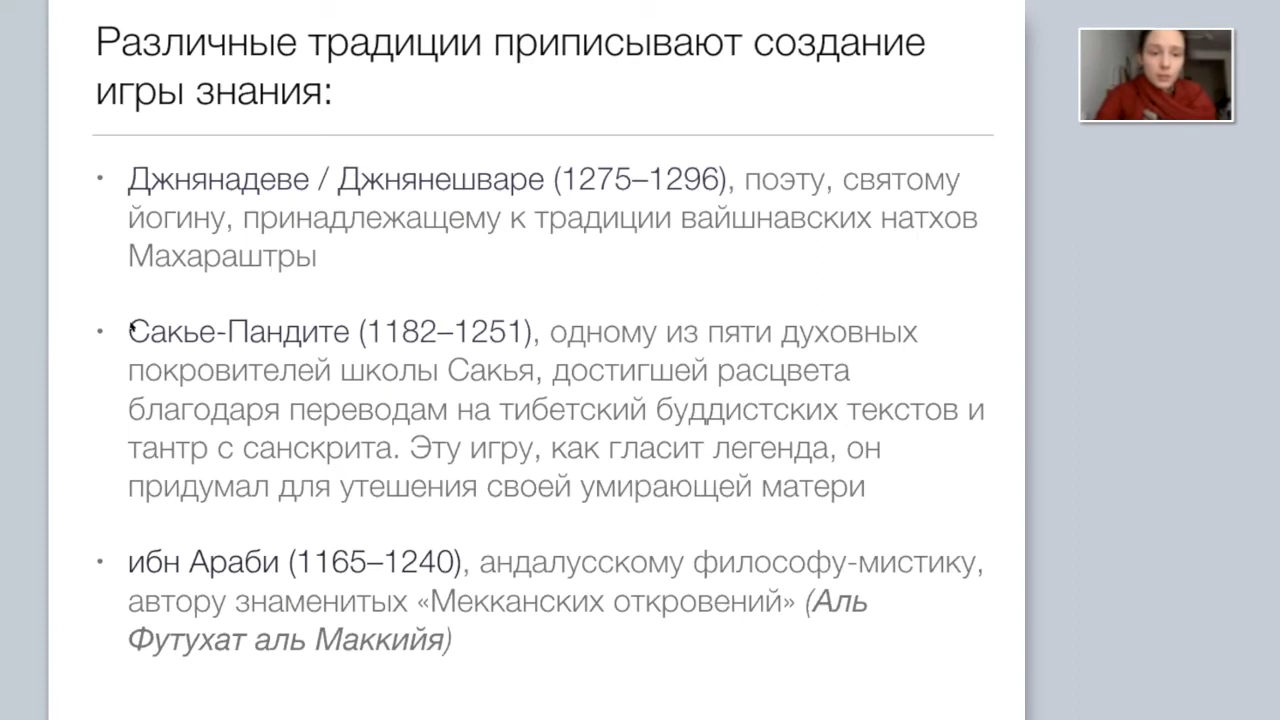 Различные традиции приписывают создание
игры знания:
• Джнянадеве / Джнянешваре (1275–1296), поэту, святому
йогину, принадлежащему к традиции вайшнавских натхов
Махараштры
• Сакье-Пандите (1182–1251), одному из пяти духовных
покровителей школы Сакья, достигшей расцвета
благодаря переводам на тибетский буддистских текстов и
тантр с санскрита. Эту игру, как гласит легенда, он
придумал для утешения своей умирающей матери
• ибн Араби (1165–1240), андалусскому философу-мистику,
автору знаменитых «Мекканских откровений» (Аль
Футухат аль Маккийя)